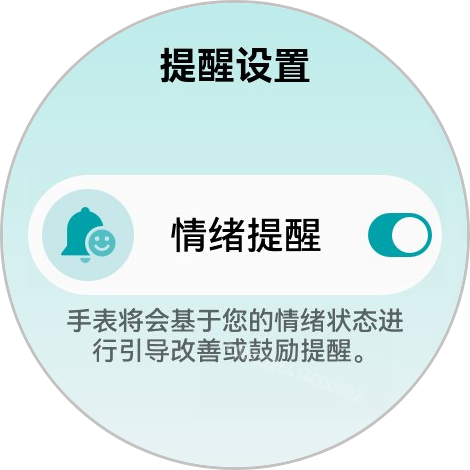 提醒设置
情绪提醒
手表将会基于您的情绪状态进
行引导改善或鼓励提醒。